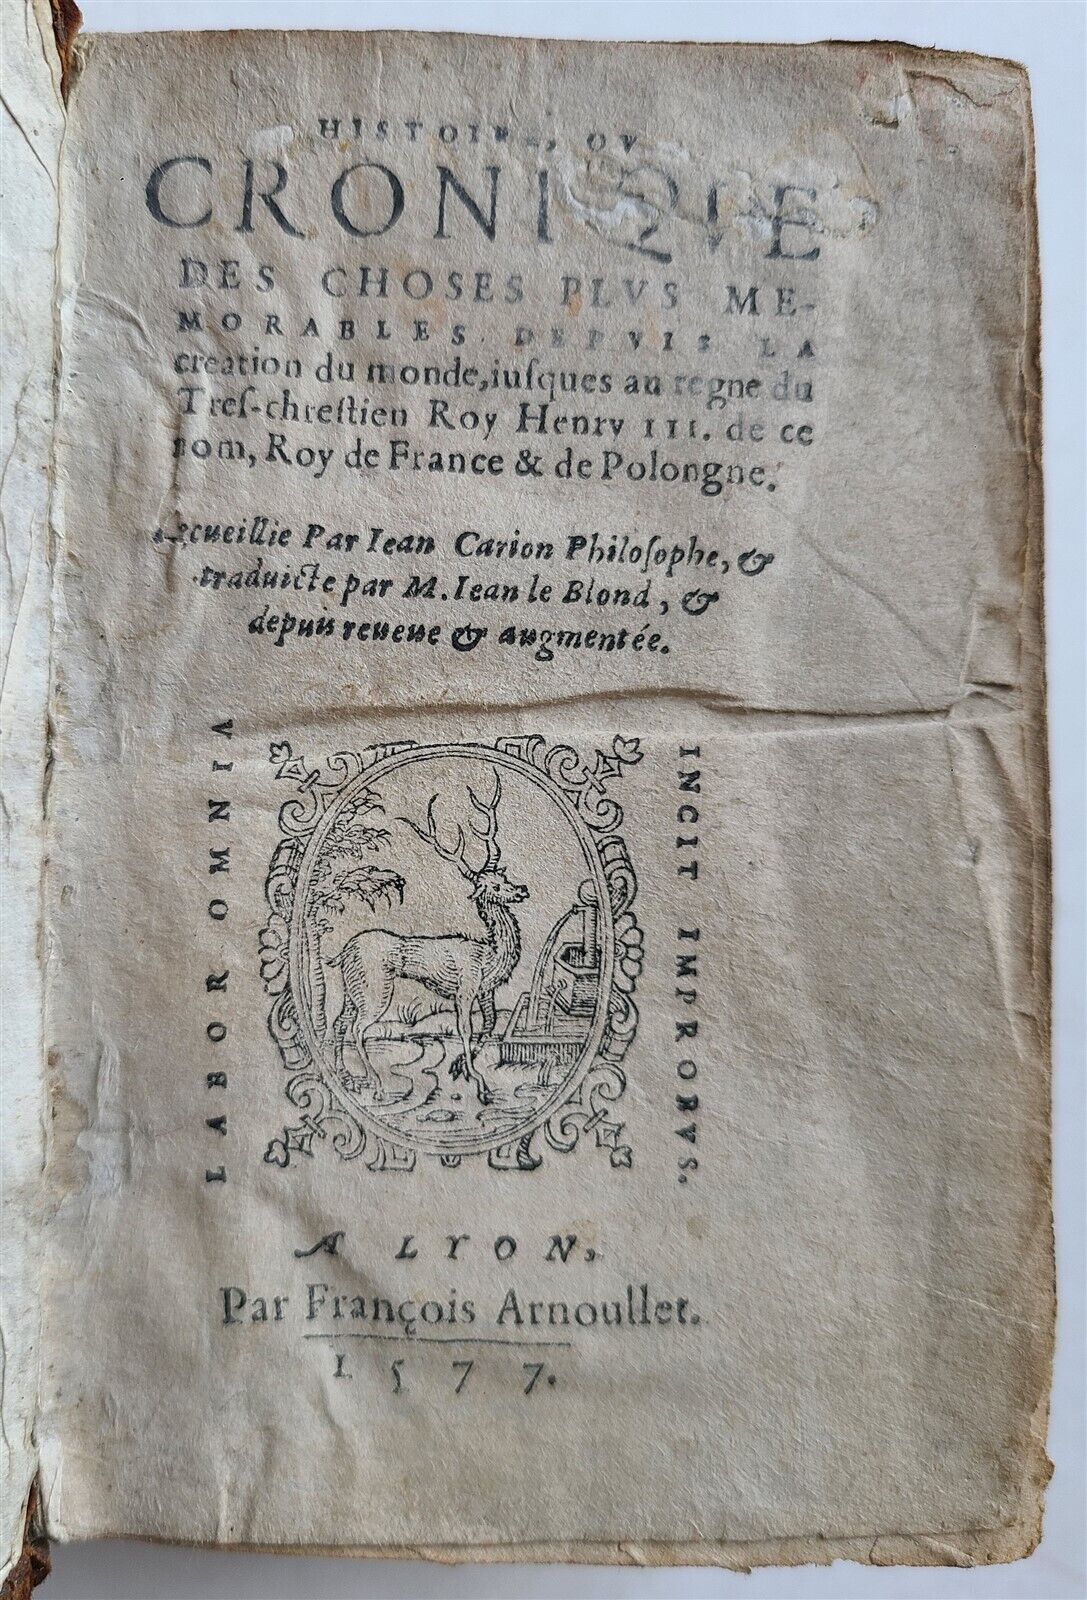 HISTOIRE, OV
CRONIQVE
DES CHOSES PLVS ME-
MORABLES DEPVIS LA
creation du monde, iuſques au regne du
Treſ-chreſtien Roy Henry III. de ce
nom, Roy de France & de Polongne.
Recueillie Par Iean Carion Philoſophe, &
traduicte par M. Iean le Blond, &
depuis reueue & augmentée.
LABOR OMNIA
INCIT IMPROBVS.
A LYON,
Par François Arnoullet.
1577.